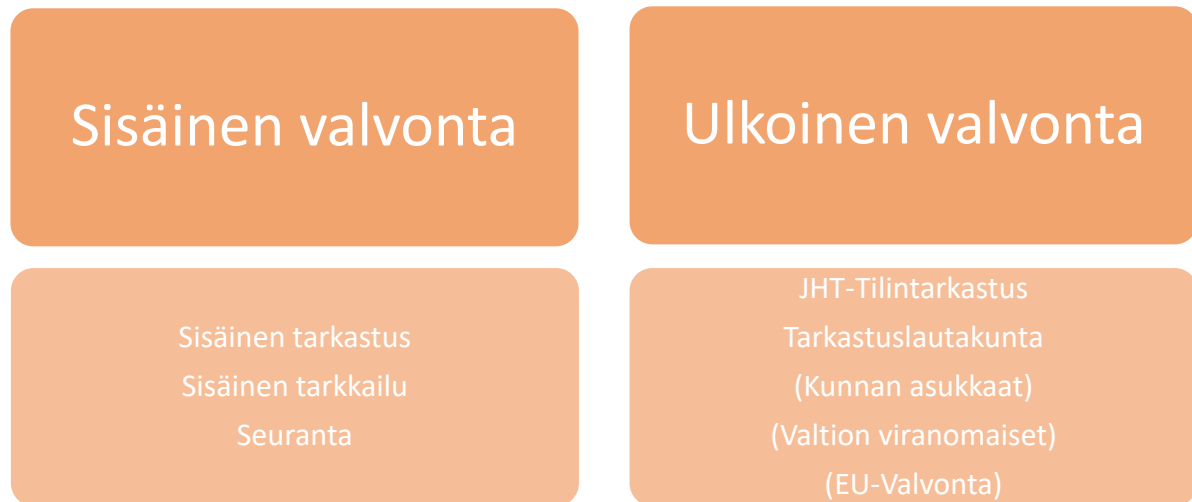 Sisäinen valvonta
Sisäinen tarkastus
Sisäinen tarkkailu
Seuranta
Ulkoinen valvonta
JHT-Tilintarkastus
Tarkastuslautakunta
(Kunnan asukkaat)
(Valtion viranomaiset)
(EU-Valvonta)